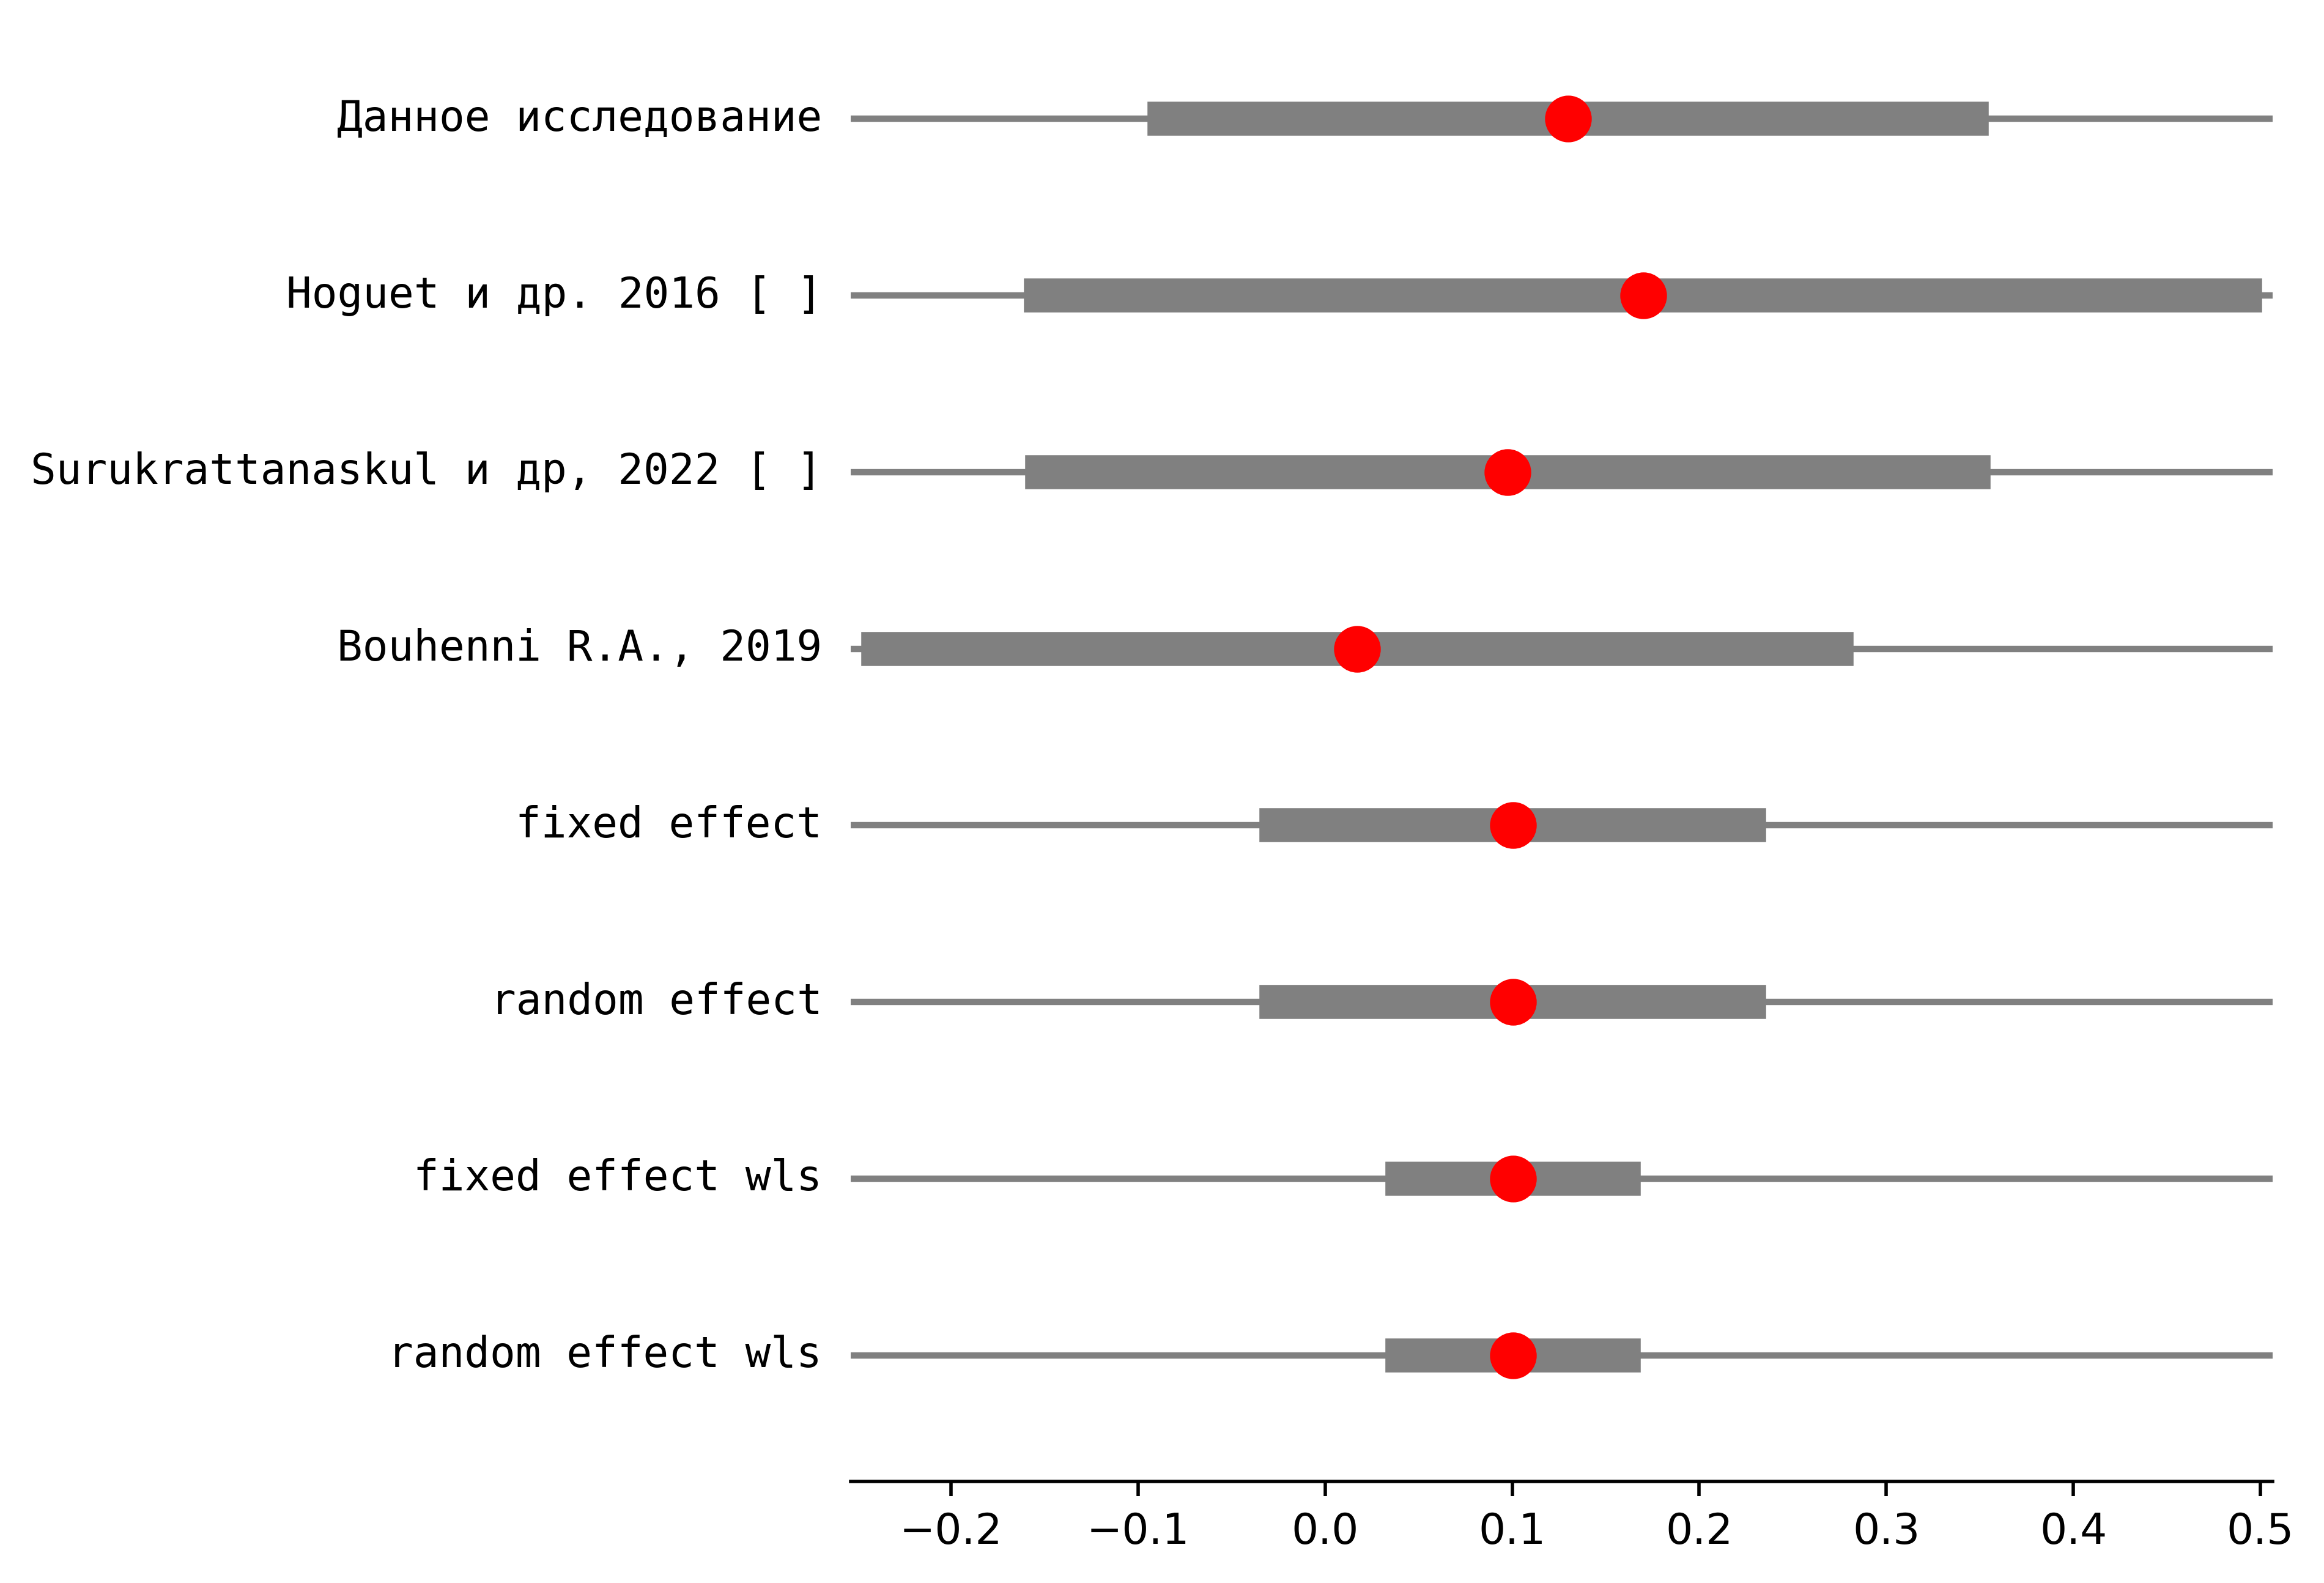 Данное исследование
Hoguet и др. 2016 [ ]
Surukrattanaskul и др, 2022 [ ]
Bouhenni R.A., 2019
fixed effect
random effect
fixed effect wls
random effect wls
−0.2 −0.1 0.0 0.1 0.2 0.3 0.4 0.5